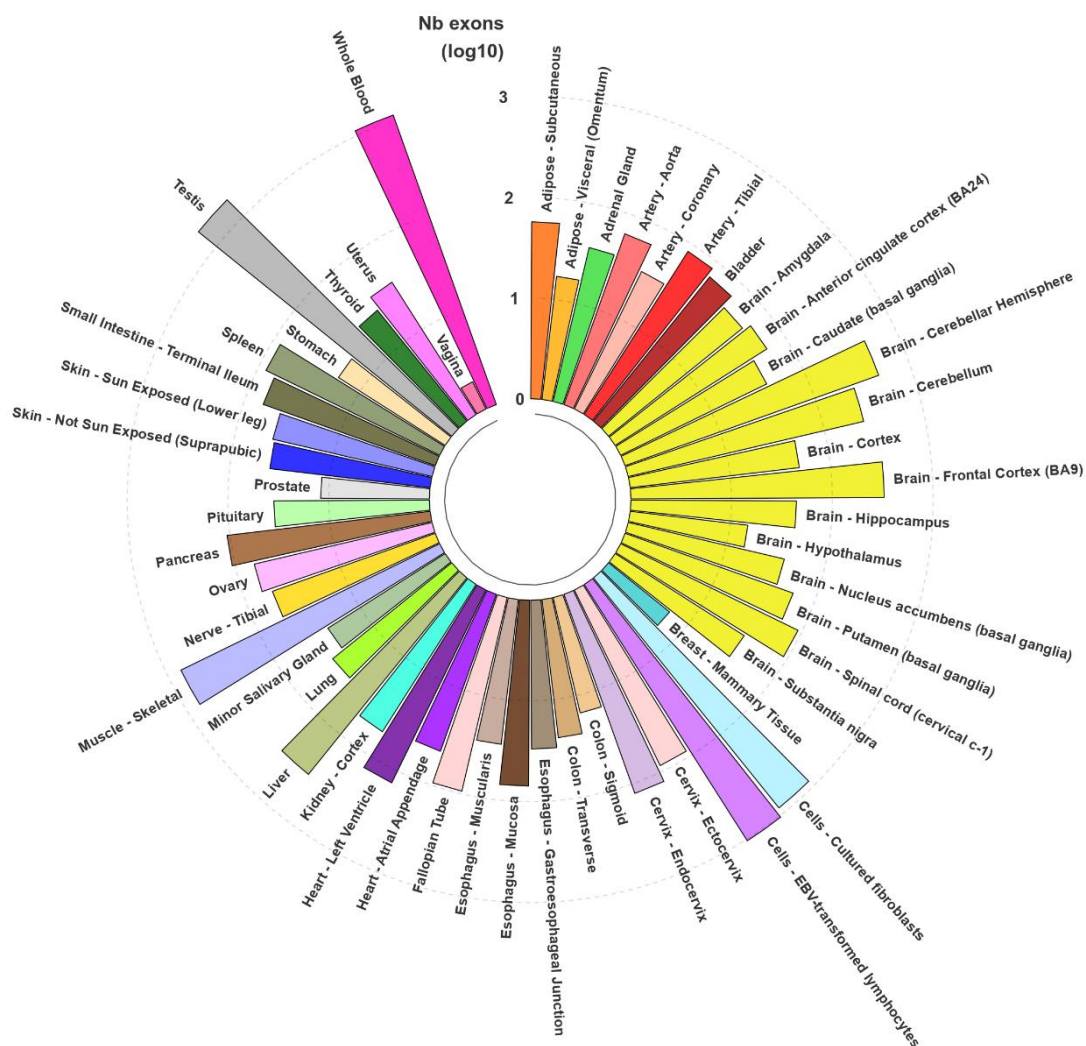 Nb exons
(log10)
3
2
1
0
Adipose - Subcutaneous
Adipose - Visceral (Omentum)
Adrenal Gland
Artery - Aorta
Artery - Coronary
Artery - Tibial
Bladder
Brain - Amygdala
Brain - Anterior cingulate cortex (BA24)
Brain - Caudate (basal ganglia)
Brain - Cerebellar Hemisphere
Brain - Cerebellum
Brain - Cortex
Brain - Frontal Cortex (BA9)
Brain - Hippocampus
Brain - Hypothalamus
Brain - Nucleus accumbens (basal ganglia)
Brain - Putamen (basal ganglia)
Brain - Spinal cord (cervical c-1)
Brain - Substantia nigra
Breast - Mammary Tissue
Cells - Cultured fibroblasts
Cells - EBV-transformed lymphocytes
Cervix - Ectocervix
Cervix - Endocervix
Colon - Sigmoid
Colon - Transverse
Esophagus - Gastroesophageal Junction
Esophagus - Mucosa
Esophagus - Muscularis
Fallopian Tube
Heart - Atrial Appendage
Heart - Left Ventricle
Kidney - Cortex
Liver
Lung
Minor Salivary Gland
Muscle - Skeletal
Nerve - Tibial
Ovary
Pancreas
Pituitary
Prostate
Skin - Not Sun Exposed (Suprapubic)
Skin - Sun Exposed (Lower leg)
Small Intestine - Terminal Ileum
Spleen
Stomach
Testis
Thyroid
Uterus
Vagina
Whole Blood